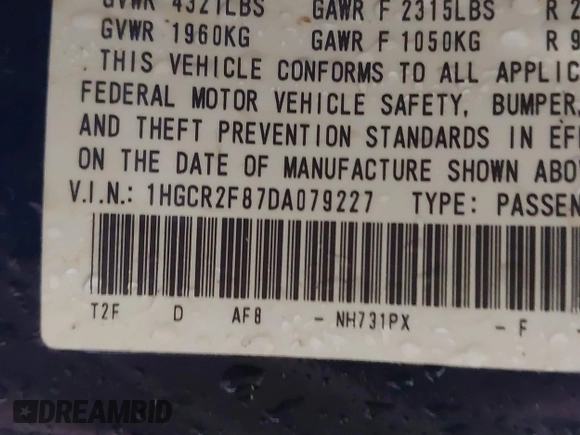 GVWR 4321LBS GAWR F 2315LBS R 2
GVWR 1960KG GAWR F 1050KG R 9
THIS VEHICLE CONFORMS TO ALL APPLIC
FEDERAL MOTOR VEHICLE SAFETY, BUMPER,
AND THEFT PREVENTION STANDARDS IN EFF
ON THE DATE OF MANUFACTURE SHOWN ABO
V.I.N.: 1HGCR2F87DA079227 TYPE: PASSEN
T2F D AF8 - NH731PX - F
DREAMBID